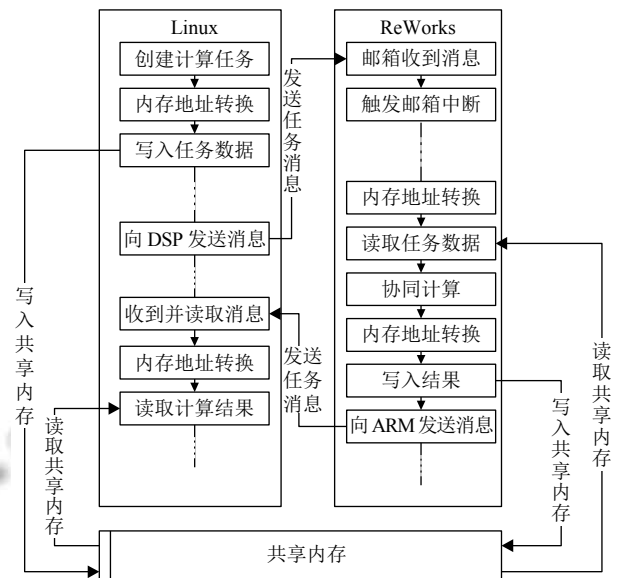 Linux
创建计算任务
内存地址转换
写入任务数据
向 DSP 发送消息
收到并读取消息
内存地址转换
读取计算结果
发送任务消息
发送
任务
消息
ReWorks
邮箱收到消息
触发邮箱中断
内存地址转换
读取任务数据
协同计算
内存地址转换
写入结果
向 ARM 发送消息
写入共享内存
读取共享内存
写入共享内存
读取共享内存
共享内存